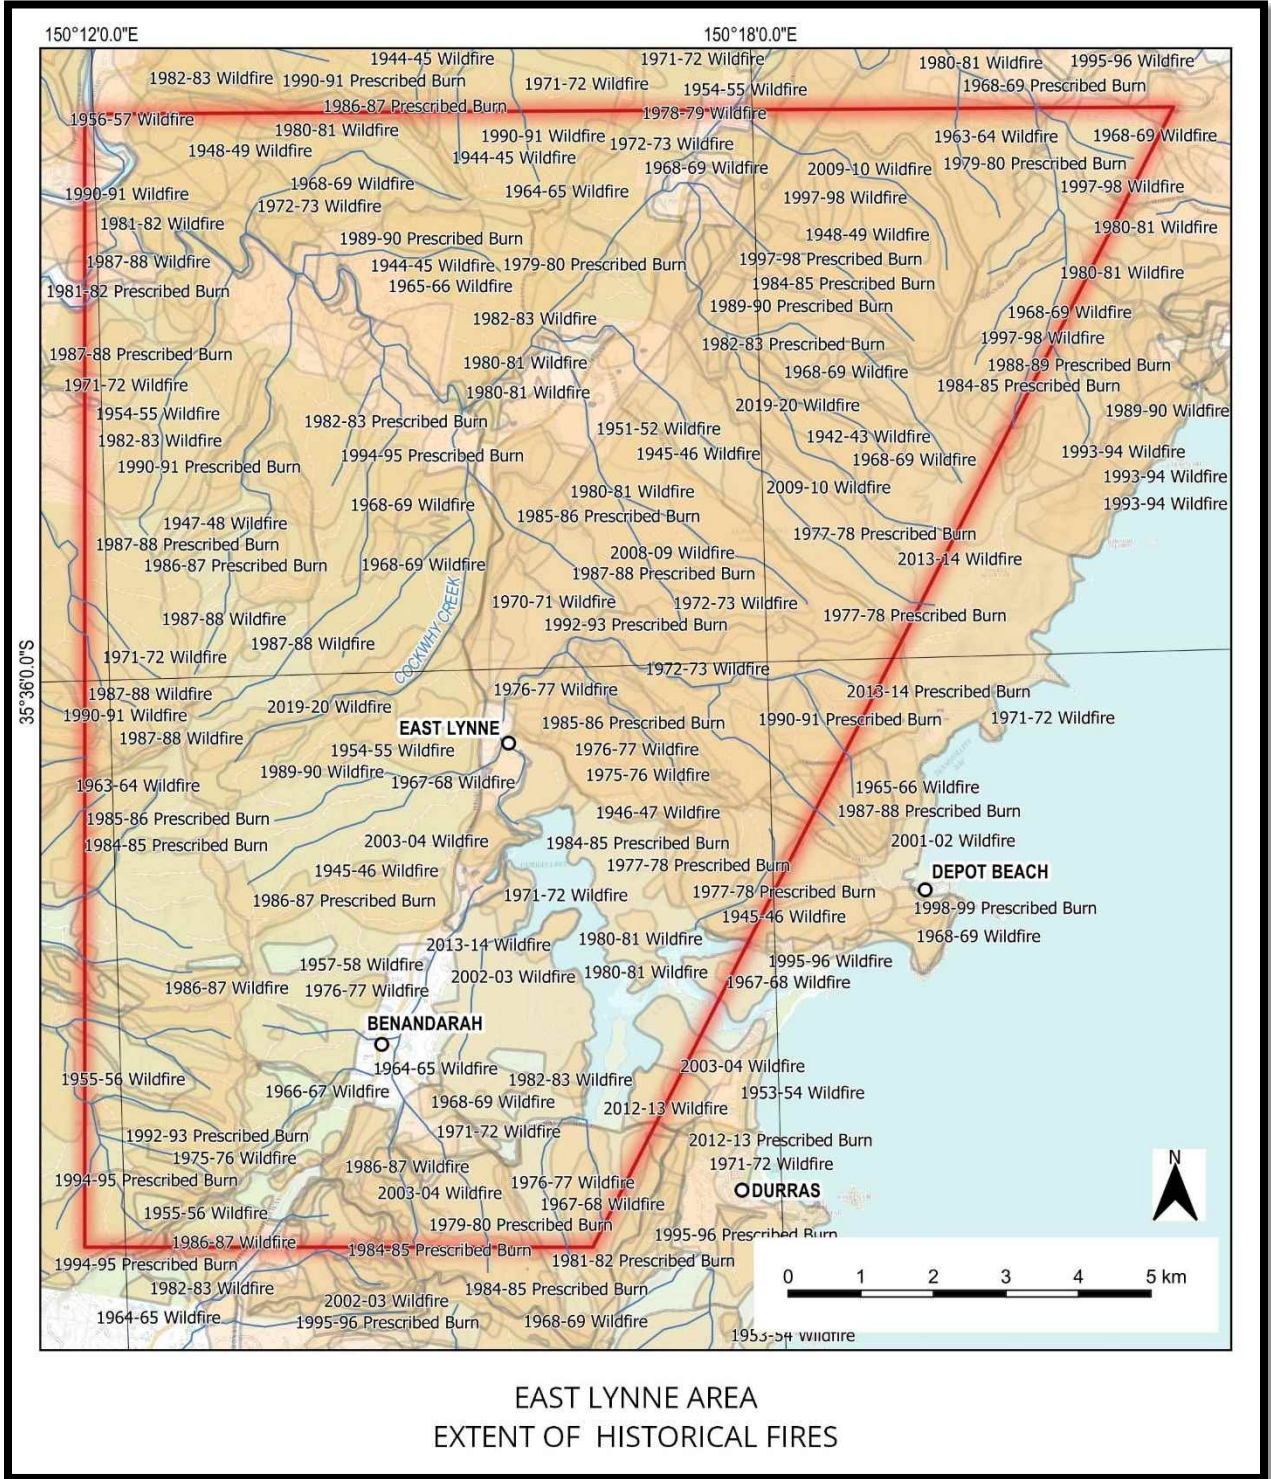 150°12'0.0"E
150°18'0.0"E
1944-45 Wildfire
1971-72 Wildfire
1980-81 Wildfire
1995-96 Wildfire
1982-83 Wildfire
1990-91 Prescribed Burn
1971-72 Wildfire
1954-55 Wildfire
1968-69 Prescribed Burn
1986-87 Prescribed Burn
1956-57 Wildfire
1978-79 Wildfire
1980-81 Wildfire
1990-91 Wildfire
1972-73 Wildfire
1963-64 Wildfire
1968-69 Wildfire
1948-49 Wildfire
1944-45 Wildfire
1968-69 Wildfire
2009-10 Wildfire
1979-80 Prescribed Burn
1990-91 Wildfire
1968-69 Wildfire
1964-65 Wildfire
1997-98 Wildfire
1997-98 Wildfire
1972-73 Wildfire
1981-82 Wildfire
1948-49 Wildfire
1980-81 Wildfire
1989-90 Prescribed Burn
1987-88 Wildfire
1944-45 Wildfire
1979-80 Prescribed Burn
1997-98 Prescribed Burn
1980-81 Wildfire
1981-82 Prescribed Burn
1965-66 Wildfire
1984-85 Prescribed Burn
1989-90 Prescribed Burn
1968-69 Wildfire
1982-83 Wildfire
1982-83 Prescribed Burn
1997-98 Wildfire
1987-88 Prescribed Burn
1980-81 Wildfire
1968-69 Wildfire
1988-89 Prescribed Burn
1971-72 Wildfire
1980-81 Wildfire
1984-85 Prescribed Burn
1954-55 Wildfire
2019-20 Wildfire
1989-90 Wildfire
1982-83 Prescribed Burn
1951-52 Wildfire
1942-43 Wildfire
1982-83 Wildfire
1994-95 Prescribed Burn
1945-46 Wildfire
1968-69 Wildfire
1993-94 Wildfire
1990-91 Prescribed Burn
1993-94 Wildfire
1980-81 Wildfire
2009-10 Wildfire
1968-69 Wildfire
1993-94 Wildfire
1947-48 Wildfire
1985-86 Prescribed Burn
1977-78 Prescribed Burn
1987-88 Prescribed Burn
2008-09 Wildfire
2013-14 Wildfire
1986-87 Prescribed Burn
1968-69 Wildfire
1987-88 Prescribed Burn
1970-71 Wildfire
1972-73 Wildfire
1987-88 Wildfire
COCKWHY CREEK
1992-93 Prescribed Burn
1977-78 Prescribed Burn
1987-88 Wildfire
1971-72 Wildfire
35°36'0.0"S
1972-73 Wildfire
1987-88 Wildfire
1976-77 Wildfire
2013-14 Prescribed Burn
1990-91 Wildfire
2019-20 Wildfire
EAST LYNNE
1985-86 Prescribed Burn
1990-91 Prescribed Burn
1971-72 Wildfire
1987-88 Wildfire
1954-55 Wildfire
1976-77 Wildfire
1989-90 Wildfire
1967-68 Wildfire
1975-76 Wildfire
1963-64 Wildfire
1965-66 Wildfire
1985-86 Prescribed Burn
1946-47 Wildfire
1987-88 Prescribed Burn
1984-85 Prescribed Burn
2003-04 Wildfire
1984-85 Prescribed Burn
2001-02 Wildfire
1945-46 Wildfire
1977-78 Prescribed Burn
DEPOT BEACH
1986-87 Prescribed Burn
1971-72 Wildfire
1977-78 Prescribed Burn
1998-99 Prescribed Burn
1945-46 Wildfire
2013-14 Wildfire
1980-81 Wildfire
1968-69 Wildfire
1957-58 Wildfire
2002-03 Wildfire
1980-81 Wildfire
1995-96 Wildfire
1986-87 Wildfire
1976-77 Wildfire
1967-68 Wildfire
BENANDARAH
1964-65 Wildfire
2003-04 Wildfire
1955-56 Wildfire
1966-67 Wildfire
1982-83 Wildfire
1953-54 Wildfire
1968-69 Wildfire
2012-13 Wildfire
1992-93 Prescribed Burn
1971-72 Wildfire
2012-13 Prescribed Burn
1975-76 Wildfire
1986-87 Wildfire
1971-72 Wildfire
N
1994-95 Prescribed Burn
2003-04 Wildfire
1976-77 Wildfire
DURRAS
1967-68 Wildfire
1955-56 Wildfire
1979-80 Prescribed Burn
1995-96 Prescribed Burn
1986-87 Wildfire
1984-85 Prescribed Burn
1994-95 Prescribed Burn
1981-82 Prescribed Burn
1982-83 Wildfire
1984-85 Prescribed Burn
0 1 2 3 4 5 km
2002-03 Wildfire
1964-65 Wildfire
1995-96 Prescribed Burn
1968-69 Wildfire
1953-54 Wildfire
EAST LYNNE AREA
EXTENT OF HISTORICAL FIRES